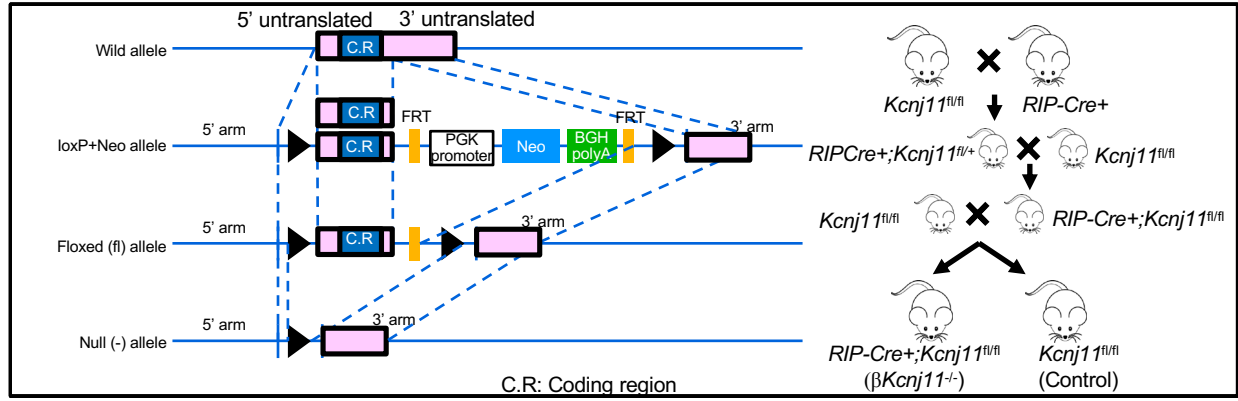 5’ untranslated 3’ untranslated
Wild allele
C.R
C.R
5’ arm
FRT
FRT
3’ arm
loxP+Neo allele
C.R
PGK
promoter
Neo
BGH
polyA
5’ arm
3’ arm
Floxed (fl) allele
C.R
5’ arm
3’ arm
Null (-) allele
C.R: Coding region
Kcnj11fl/fl
RIP-Cre+
RIPCre+;Kcnj11fl/+
Kcnj11fl/fl
Kcnj11fl/fl
RIP-Cre+;Kcnj11fl/fl
RIP-Cre+;Kcnj11fl/fl
(βKcnj11-/-)
Kcnj11fl/fl
(Control)